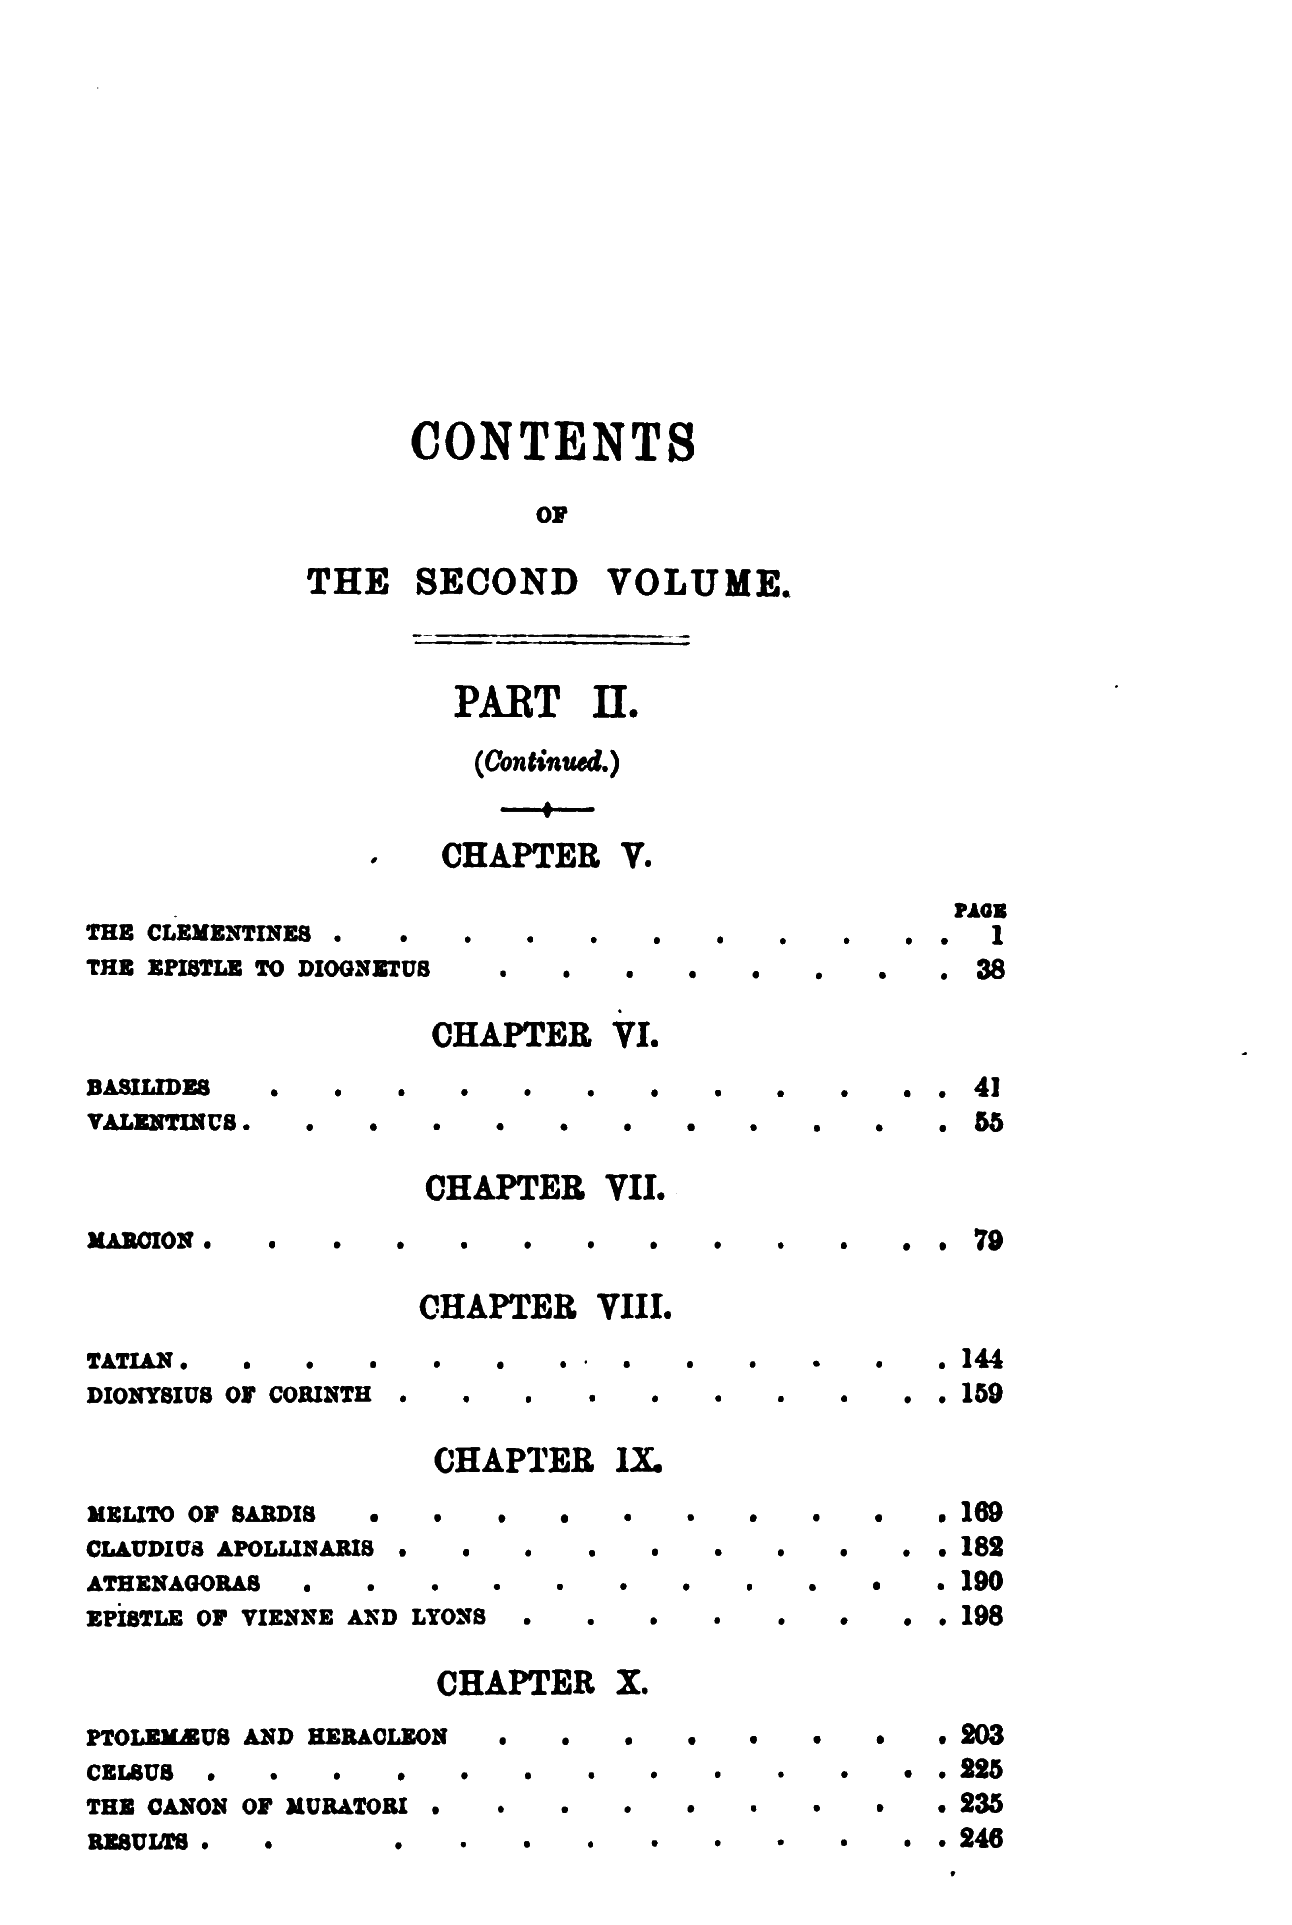 CONTENTS
OF
THE SECOND VOLUME.
PART II.
(Continued.)
CHAPTER V.
PAGE
THE CLEMENTINES . . . . . . . . . . . 1
THE EPISTLE TO DIOGNETUS . . . . . . . . 38
CHAPTER VI.
BASILIDES . . . . . . . . . . . . 41
VALENTINUS . . . . . . . . . . . . 55
CHAPTER VII.
MARCION . . . . . . . . . . . . . 79
CHAPTER VIII.
TATIAN . . . . . . . . . . . . . 144
DIONYSIUS OF CORINTH . . . . . . . . . . 159
CHAPTER IX.
MELITO OF SARDIS . . . . . . . . . . 169
CLAUDIUS APOLLINARIS . . . . . . . . . . 182
ATHENAGORAS . . . . . . . . . . . 190
EPISTLE OF VIENNE AND LYONS . . . . . . . . 198
CHAPTER X.
PTOLEMÆUS AND HERACLEON . . . . . . . . 203
CELSUS . . . . . . . . . . . . . 225
THE CANON OF MURATORI . . . . . . . . . 235
RESULTS . . . . . . . . . . . . 246